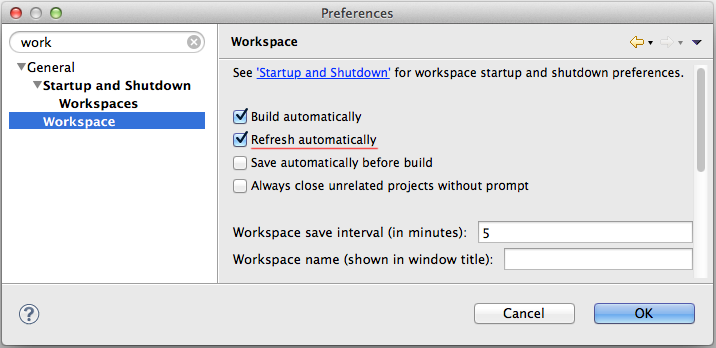 Preferences
work
General
Startup and Shutdown
Workspaces
Workspace
Workspace
See 'Startup and Shutdown' for workspace startup and shutdown preferences.
Build automatically
Refresh automatically
Save automatically before build
Always close unrelated projects without prompt
Workspace save interval (in minutes): 5
Workspace name (shown in window title):
?
Cancel
OK